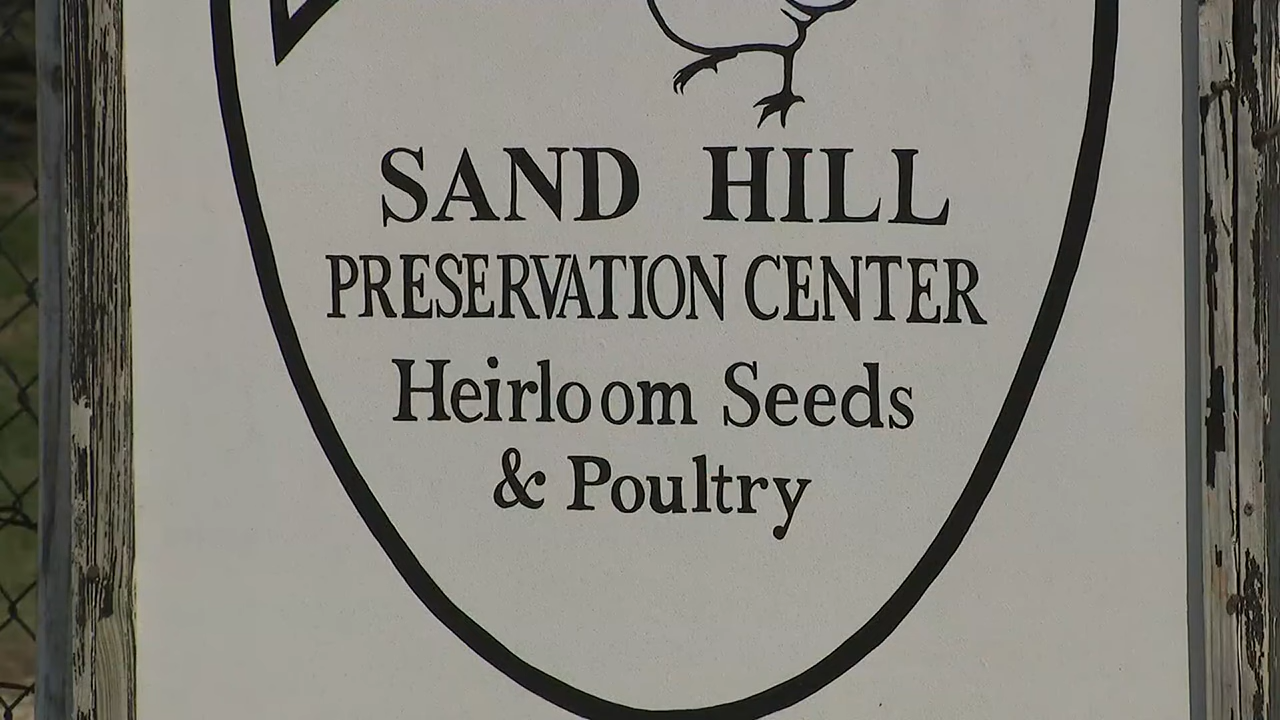 SAND HILL
PRESERVATION CENTER
Heirloom Seeds
& Poultry